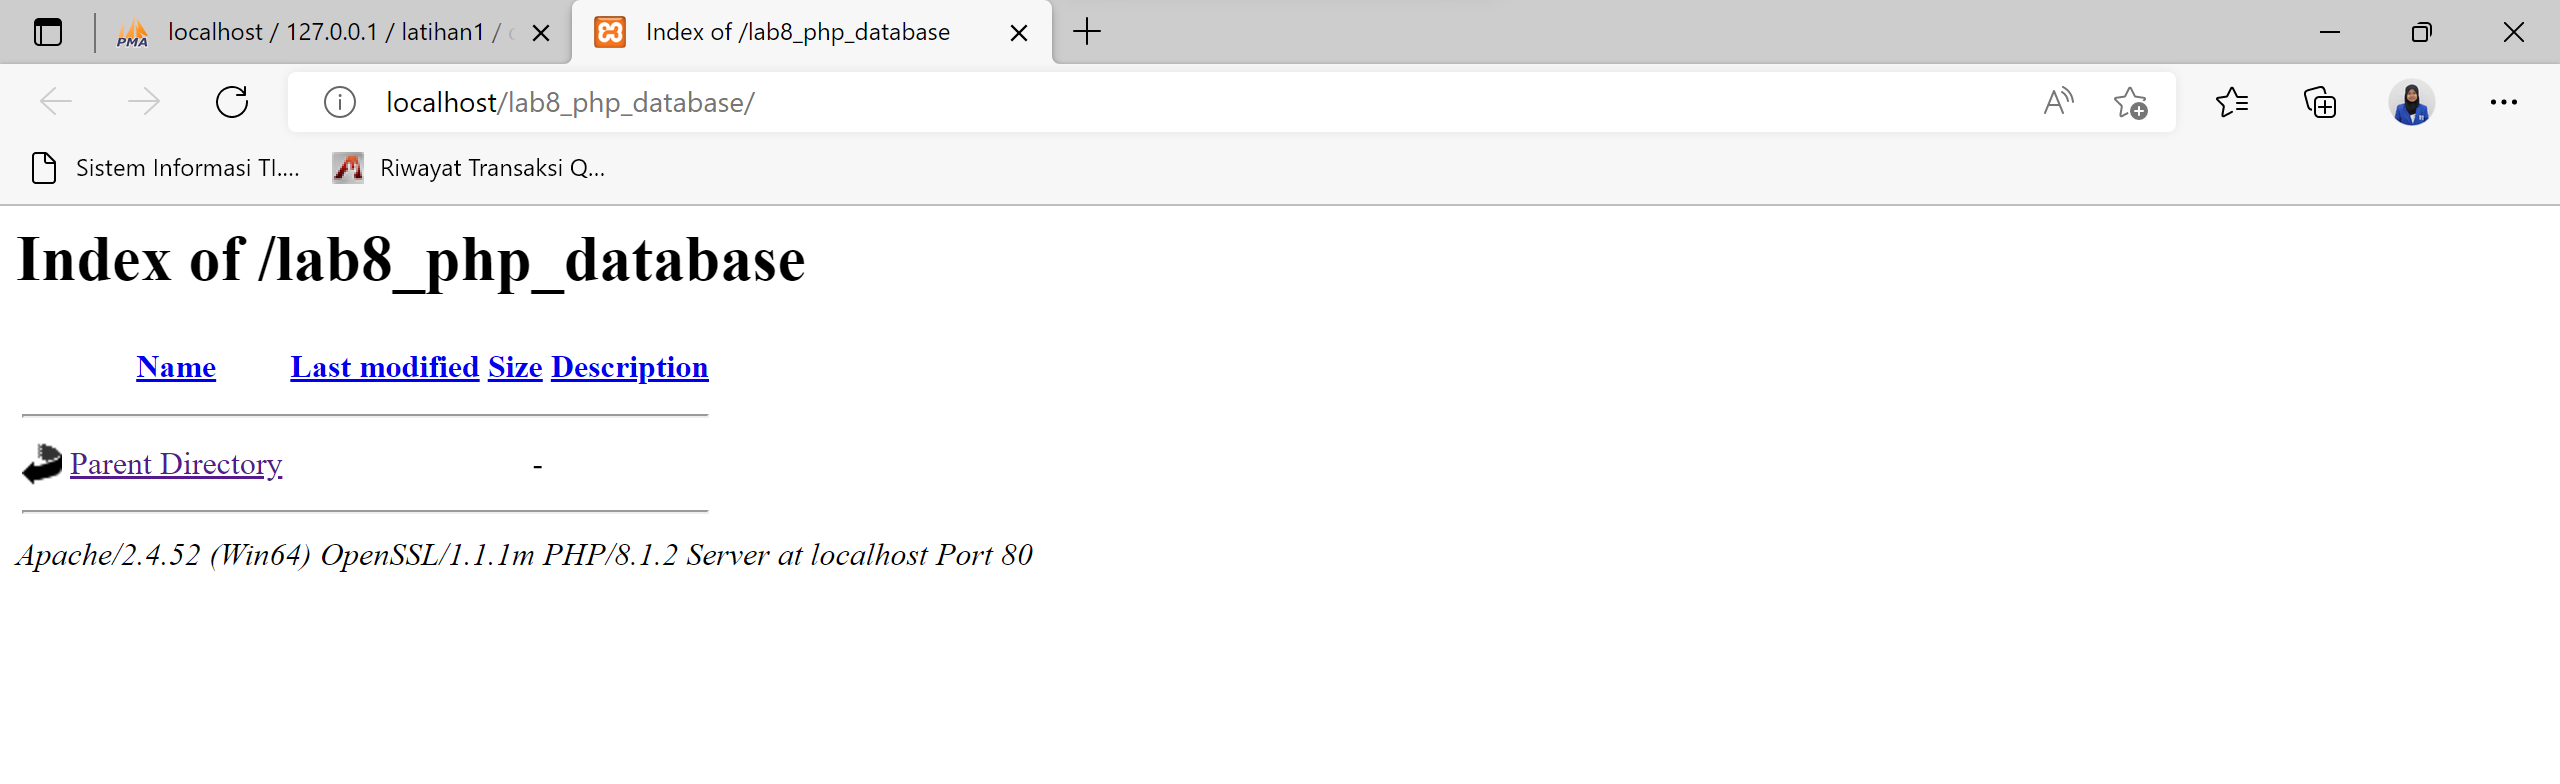 PMA localhost / 127.0.0.1 / latihan1 / Index of /lab8_php_database
localhost/lab8_php_database/
Sistem Informasi TI.... Riwayat Transaksi Q...
Index of /lab8_php_database
Name Last modified Size Description
Parent Directory -
Apache/2.4.52 (Win64) OpenSSL/1.1.1m PHP/8.1.2 Server at localhost Port 80